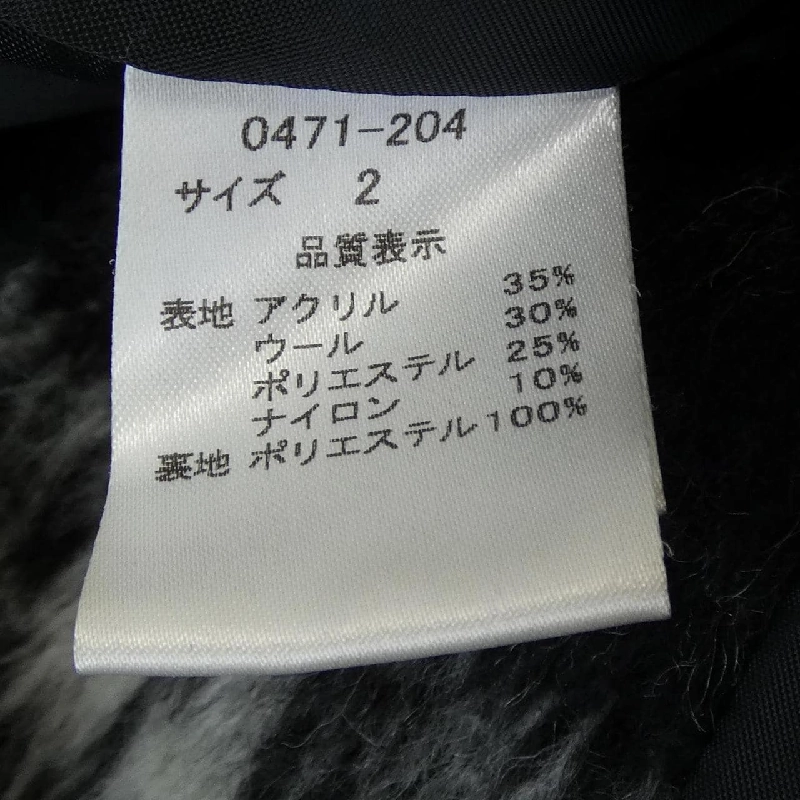 0471-204
サイズ 2
品質表示
表地 アクリル 35%
ウール 30%
ポリエステル 25%
ナイロン 10%
裏地 ポリエステル 100%